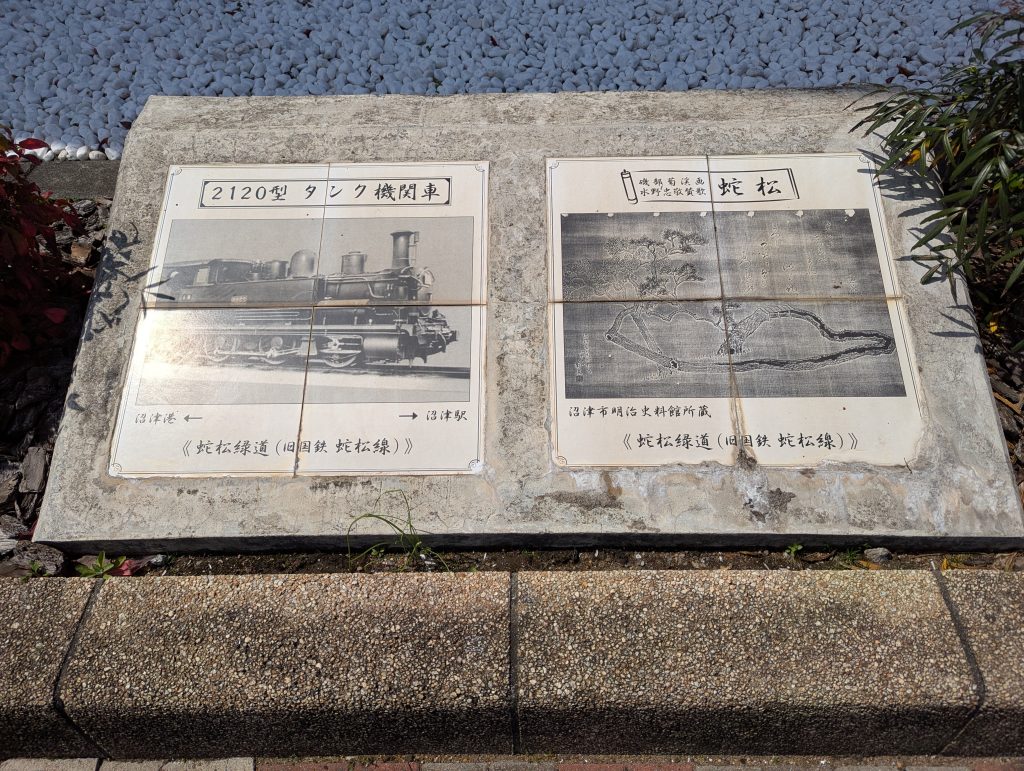 2120型 タンク機関車
沼津港 ←
→ 沼津駅
《蛇松緑道(旧国鉄 蛇松線)》
磯部菊渓画
水野忠敬賛歌
蛇松
沼津市明治史料館所蔵
《蛇松緑道(旧国鉄 蛇松線)》